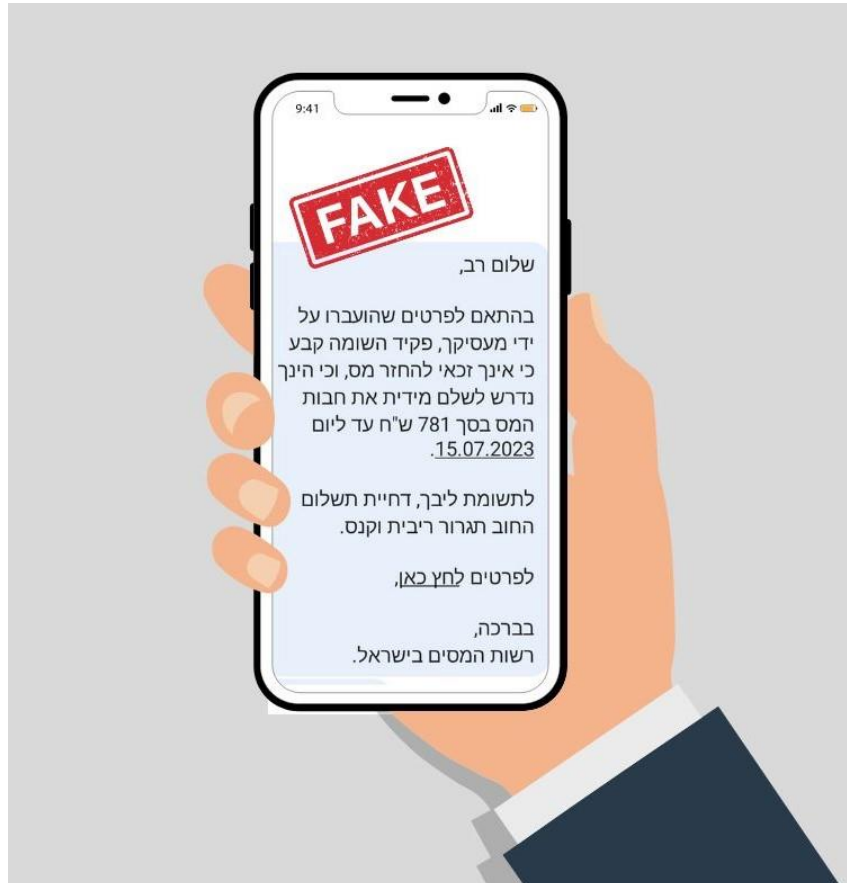 9:41
FAKE
שלום רב,
בהתאם לפרטים שהועברו על
ידי מעסיקך, פקיד השומה קבע
כי אינך זכאי להחזר מס, וכי הינך
נדרש לשלם מידית את חבות
המס בסך 781 ש"ח עד ליום
15.07.2023.
לתשומת ליבך, דחיית תשלום
החוב תגרור ריבית וקנס.
לפרטים לחץ כאן,
בברכה,
רשות המסים בישראל.